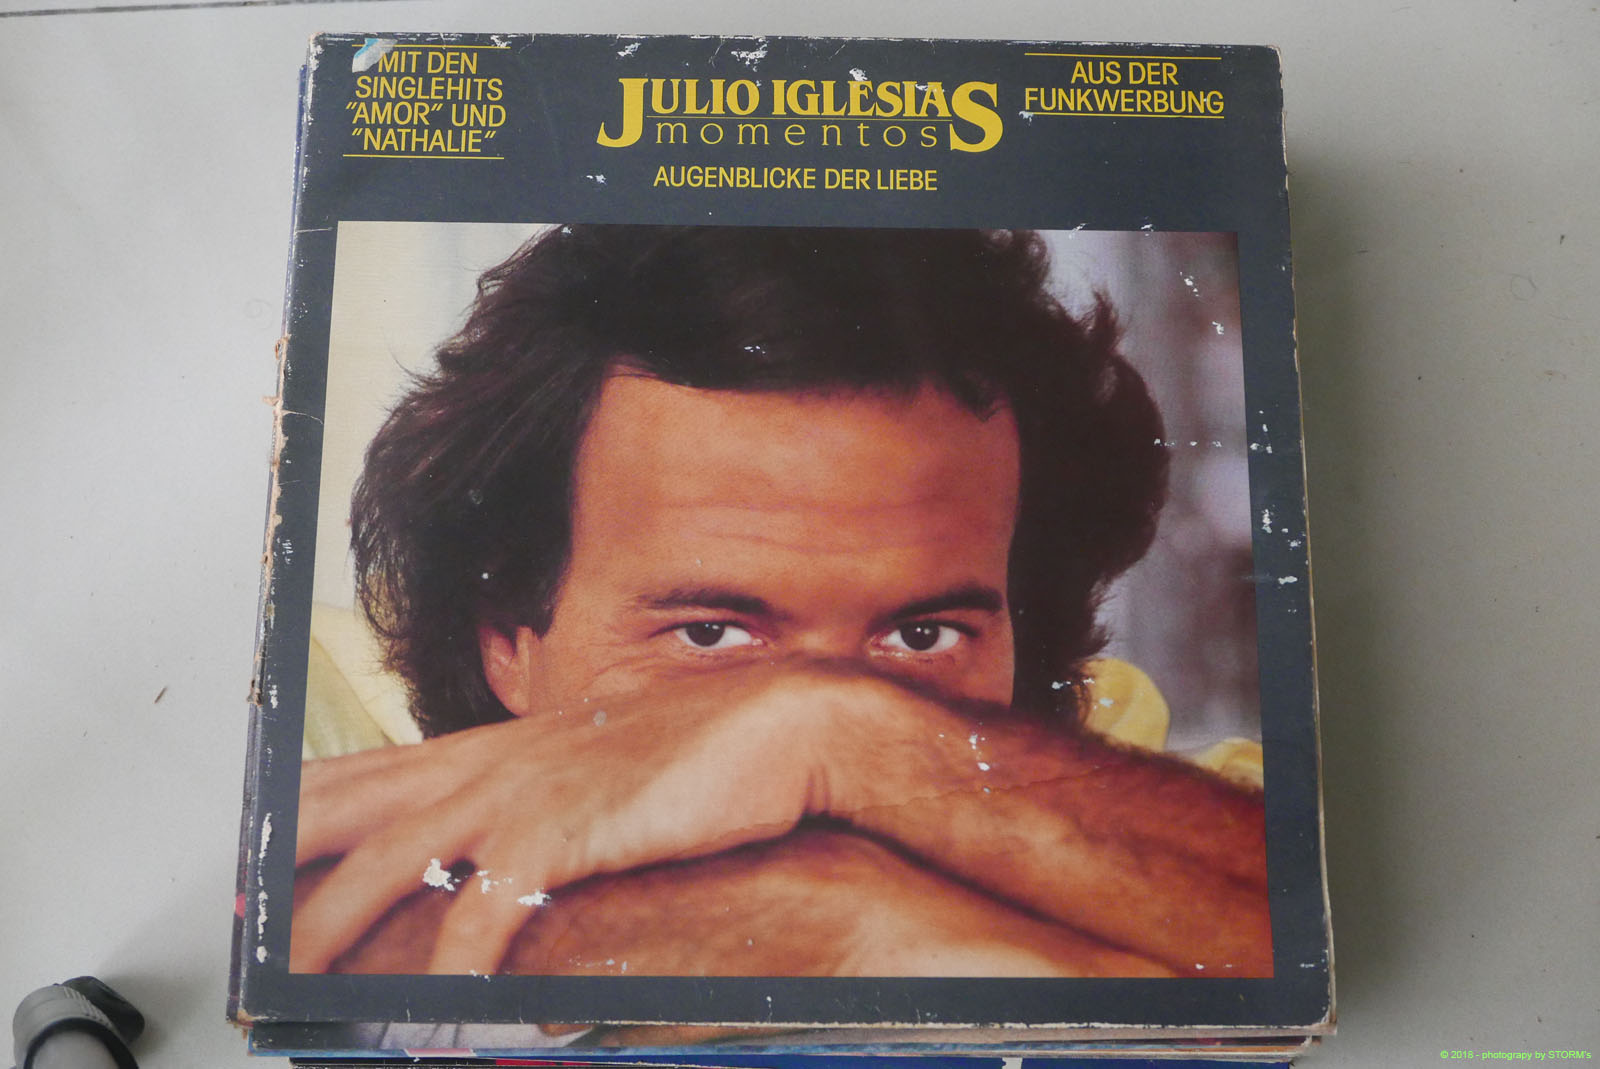 MIT DEN
SINGLEHITS
"AMOR" UND
"NATHALIE"
JULIO IGLESIAS
momentos
AUGENBLICKE DER LIEBE
AUS DER
FUNKWERBUNG
© 2018 - photograpy by STORM's